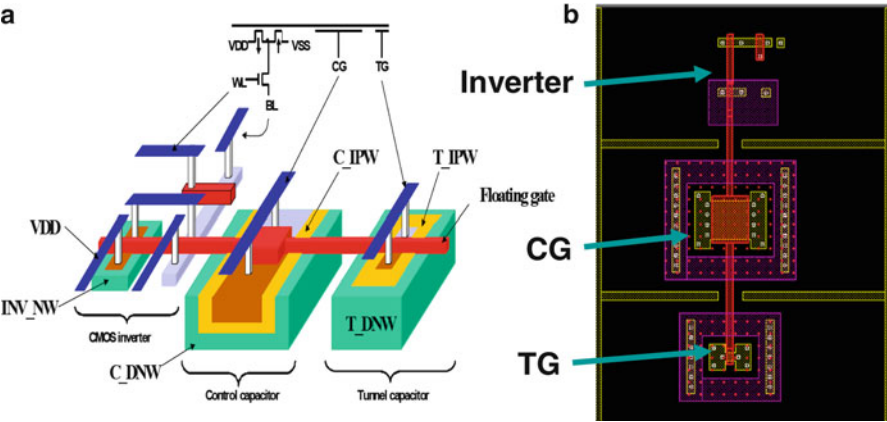 a
VDD
VSS
CG
TG
WL
BL
C_IPW
T_IPW
Floating gate
VDD
INV_NW
CMOS inverter
C_DNW
T_DNW
Control capacitor
Tunnel capacitor
b
Inverter
CG
TG